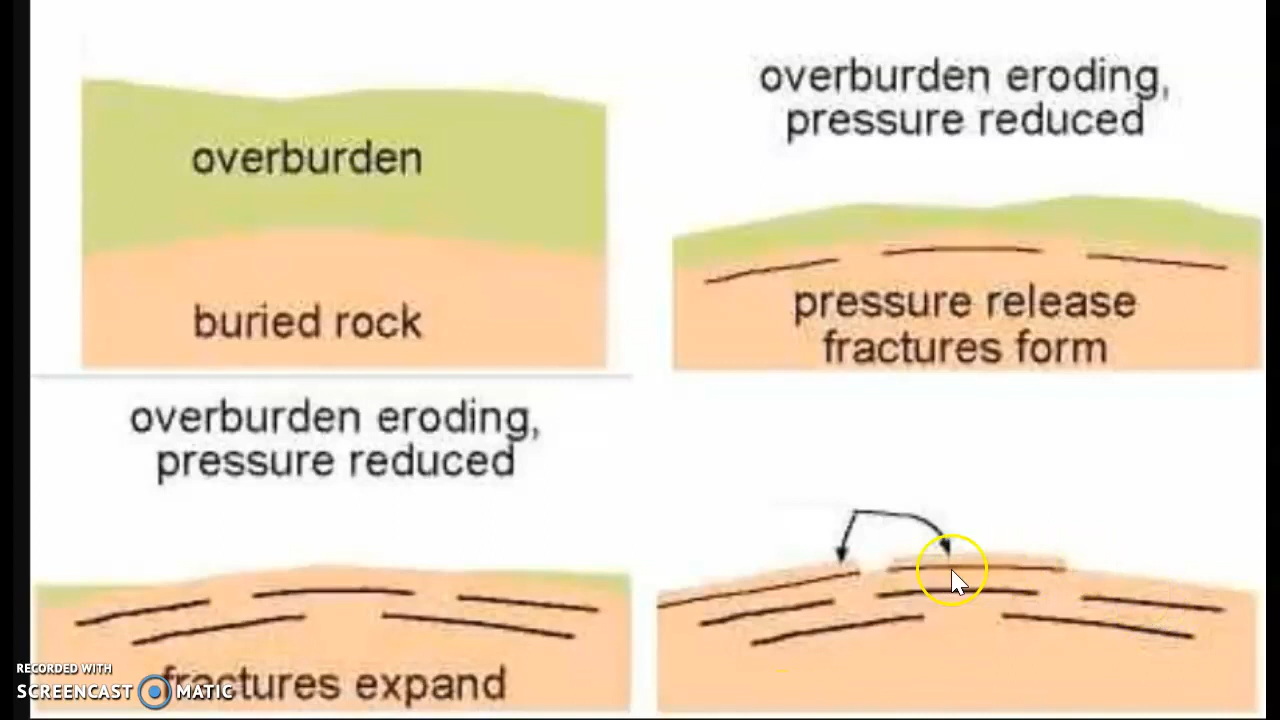 overburden
buried rock
overburden eroding,
pressure reduced
pressure release
fractures form
overburden eroding,
pressure reduced
fractures expand
RECORDED WITH
SCREENCAST MATIC